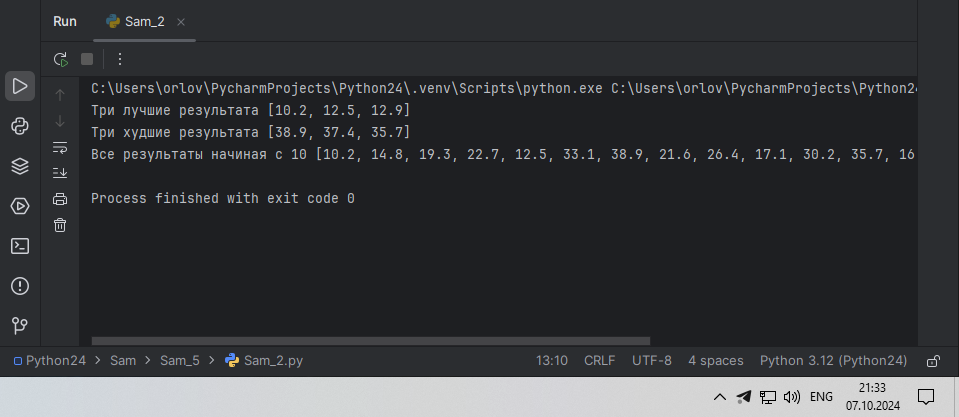 Run
Sam_2
C:\Users\orlov\PycharmProjects\Python24\.venv\Scripts\python.exe C:\Users\orlov\PycharmProjects\Python24
Три лучшие результата [10.2, 12.5, 12.9]
Три худшие результата [38.9, 37.4, 35.7]
Все результаты начиная с 10 [10.2, 14.8, 19.3, 22.7, 12.5, 33.1, 38.9, 21.6, 26.4, 17.1, 30.2, 35.7, 16
Process finished with exit code 0
Python24 > Sam > Sam_5 > Sam_2.py
13:10 CRLF UTF-8 4 spaces Python 3.12 (Python24)
ENG
21:33
07.10.2024